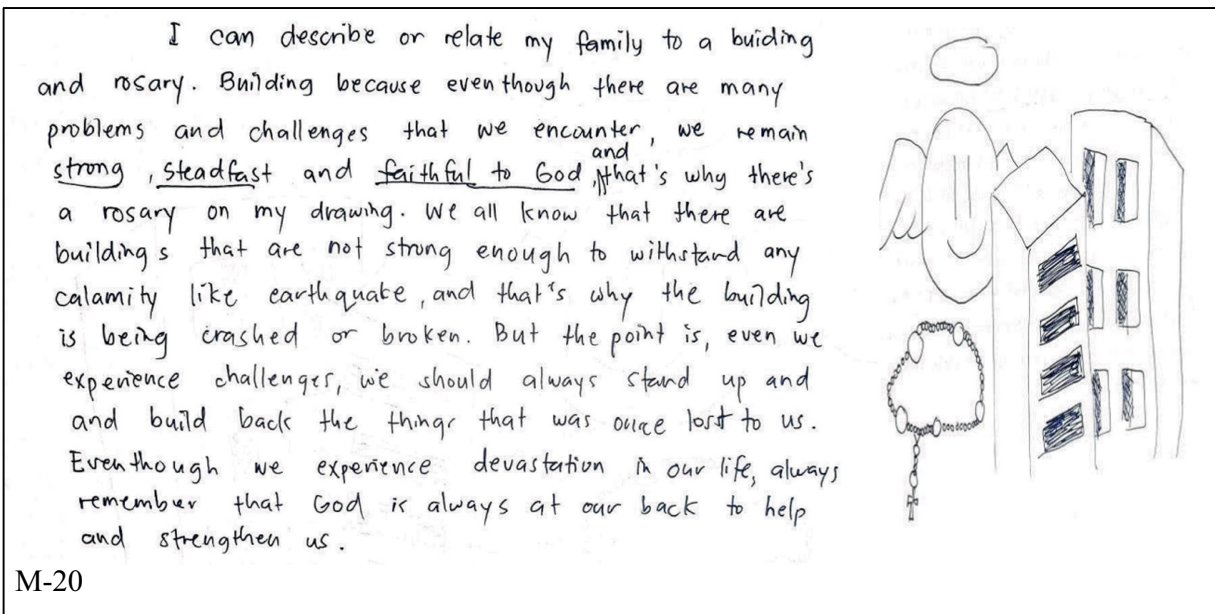 I can describe or relate my family to a buiding
and rosary. Building because eventhough there are many
problems and challenges that we encounter, we remain
strong, steadfast and faithful to God, and that's why there's
a rosary on my drawing. We all know that there are
buildings that are not strong enough to withstand any
calamity like earthquake, and that's why the building
is being crashed or broken. But the point is, even we
experience challenges, we should always stand up and
and build back the things that was once lost to us.
Eventhough we experience devastation in our life, always
remember that God is always at our back to help
and strengthen us.
M-20